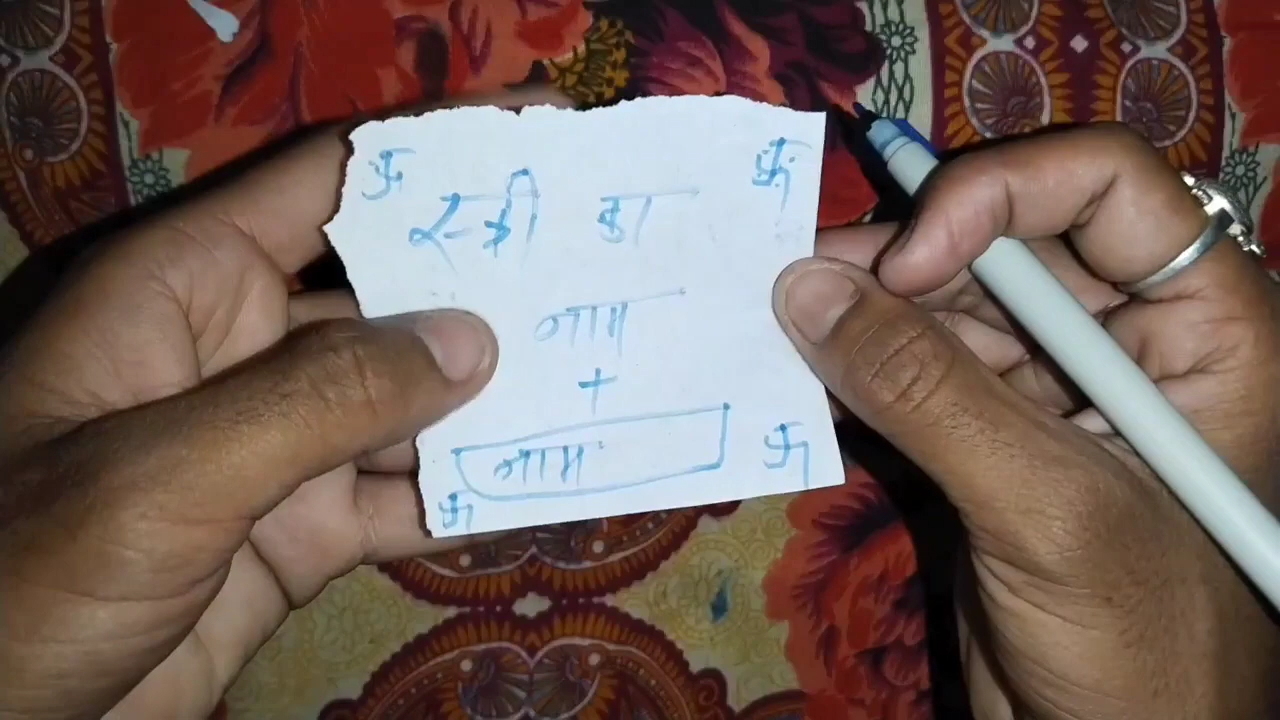 स्त्री का
नाम
+
नाम